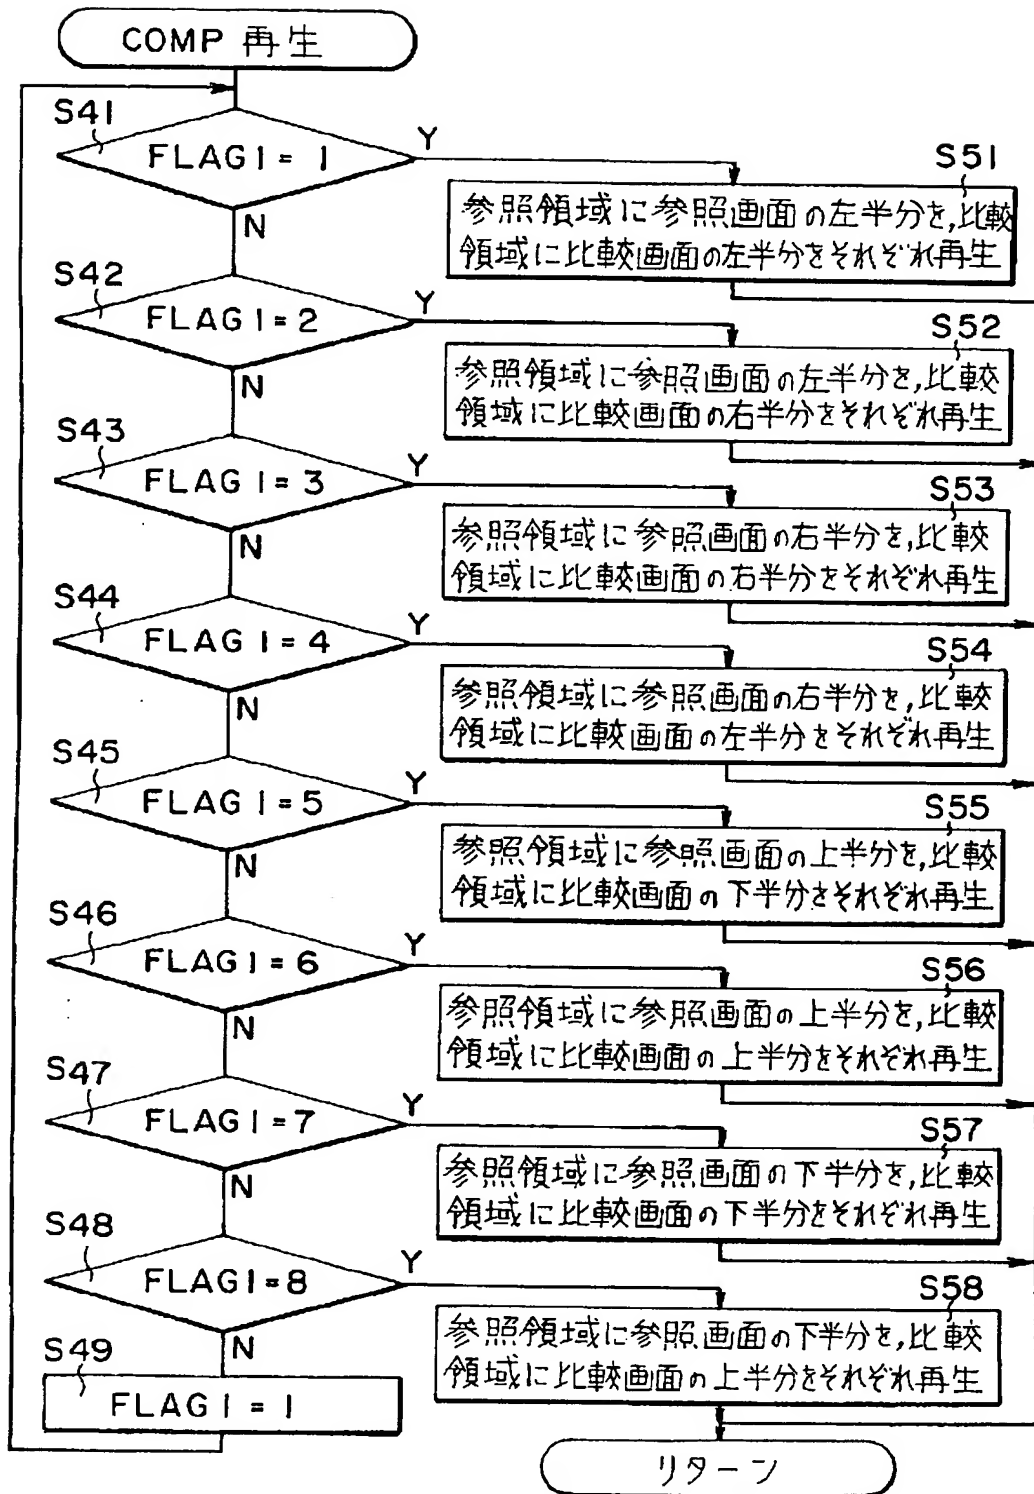 COMP 再生
S41
FLAG1 = 1
Y
N
S51
参照領域に参照画面の左半分を,比較
領域に比較画面の左半分をそれぞれ再生
S42
FLAG1 = 2
Y
N
S52
参照領域に参照画面の左半分を,比較
領域に比較画面の右半分をそれぞれ再生
S43
FLAG1 = 3
Y
N
S53
参照領域に参照画面の右半分を,比較
領域に比較画面の右半分をそれぞれ再生
S44
FLAG1 = 4
Y
N
S54
参照領域に参照画面の右半分を,比較
領域に比較画面の左半分をそれぞれ再生
S45
FLAG1 = 5
Y
N
S55
参照領域に参照画面の上半分を,比較
領域に比較画面の下半分をそれぞれ再生
S46
FLAG1 = 6
Y
N
S56
参照領域に参照画面の上半分を,比較
領域に比較画面の上半分をそれぞれ再生
S47
FLAG1 = 7
Y
N
S57
参照領域に参照画面の下半分を,比較
領域に比較画面の下半分をそれぞれ再生
S48
FLAG1 = 8
Y
N
S58
参照領域に参照画面の下半分を,比較
領域に比較画面の上半分をそれぞれ再生
S49
FLAG1 = 1
リターン